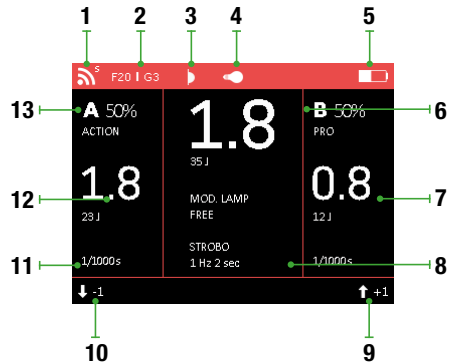 1 2 3 4 5
S F20 I G3
13 A 50%
ACTION
1.8
35 J
B 50% 6
PRO
12 1.8
23 J
MOD. LAMP
FREE
0.8 7
12 J
STROBO
11 1/1000 s
1 Hz 2 sec 8
1/1000 s
-1
+1
10 9